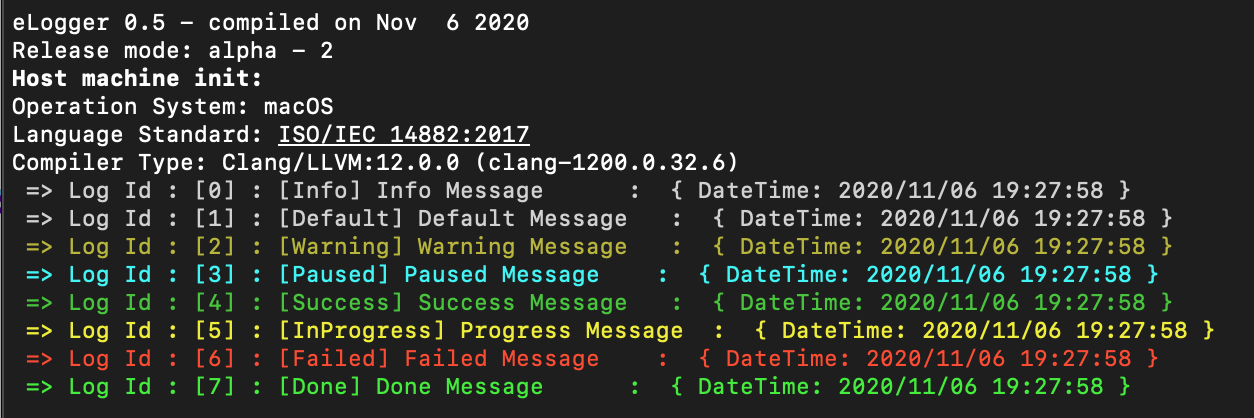 eLogger 0.5 - compiled on Nov  6 2020
Release mode: alpha - 2
Host machine init:
Operation System: macOS
Language Standard: ISO/IEC 14882:2017
Compiler Type: Clang/LLVM:12.0.0 (clang-1200.0.32.6)
 => Log Id : [0] : [Info] Info Message      :  { DateTime: 2020/11/06 19:27:58 }
 => Log Id : [1] : [Default] Default Message   :  { DateTime: 2020/11/06 19:27:58 }
 => Log Id : [2] : [Warning] Warning Message   :  { DateTime: 2020/11/06 19:27:58 }
 => Log Id : [3] : [Paused] Paused Message    :  { DateTime: 2020/11/06 19:27:58 }
 => Log Id : [4] : [Success] Success Message   :  { DateTime: 2020/11/06 19:27:58 }
 => Log Id : [5] : [InProgress] Progress Message  :  { DateTime: 2020/11/06 19:27:58 }
 => Log Id : [6] : [Failed] Failed Message    :  { DateTime: 2020/11/06 19:27:58 }
 => Log Id : [7] : [Done] Done Message      :  { DateTime: 2020/11/06 19:27:58 }